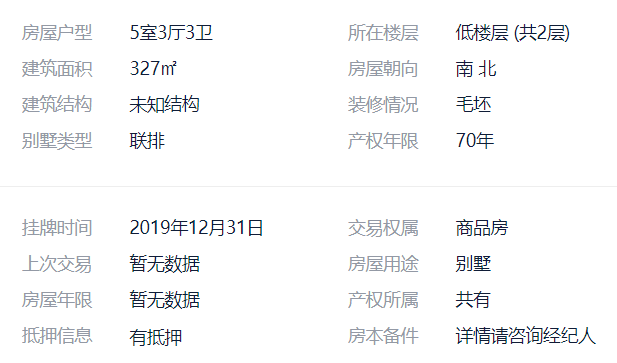 房屋户型 5室3厅3卫 所在楼层 低楼层 (共2层)
建筑面积 327㎡ 房屋朝向 南 北
建筑结构 未知结构 装修情况 毛坯
别墅类型 联排 产权年限 70年
挂牌时间 2019年12月31日 交易权属 商品房
上次交易 暂无数据 房屋用途 别墅
房屋年限 暂无数据 产权所属 共有
抵押信息 有抵押 房本备件 详情请咨询经纪人